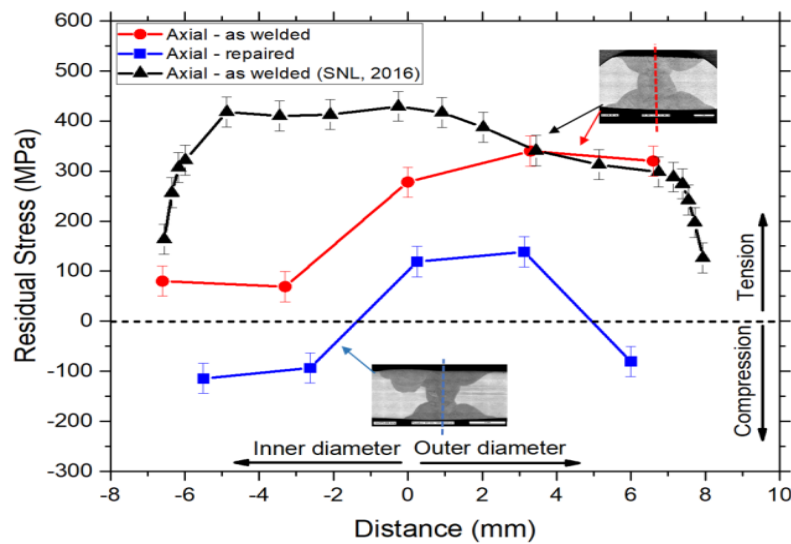 600
500
400
300
200
100
0
-100
-200
-300
Residual Stress (MPa)
Axial - as welded
Axial - repaired
Axial - as welded (SNL, 2016)
Tension
Compression
Inner diameter
Outer diameter
-8
-6
-4
-2
0
2
4
6
8
10
Distance (mm)